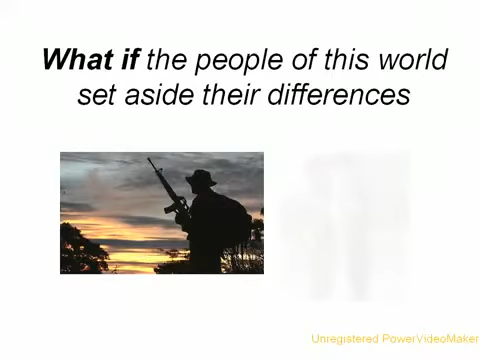 What if the people of this world
set aside their differences
Unregistered PowerVideoMaker